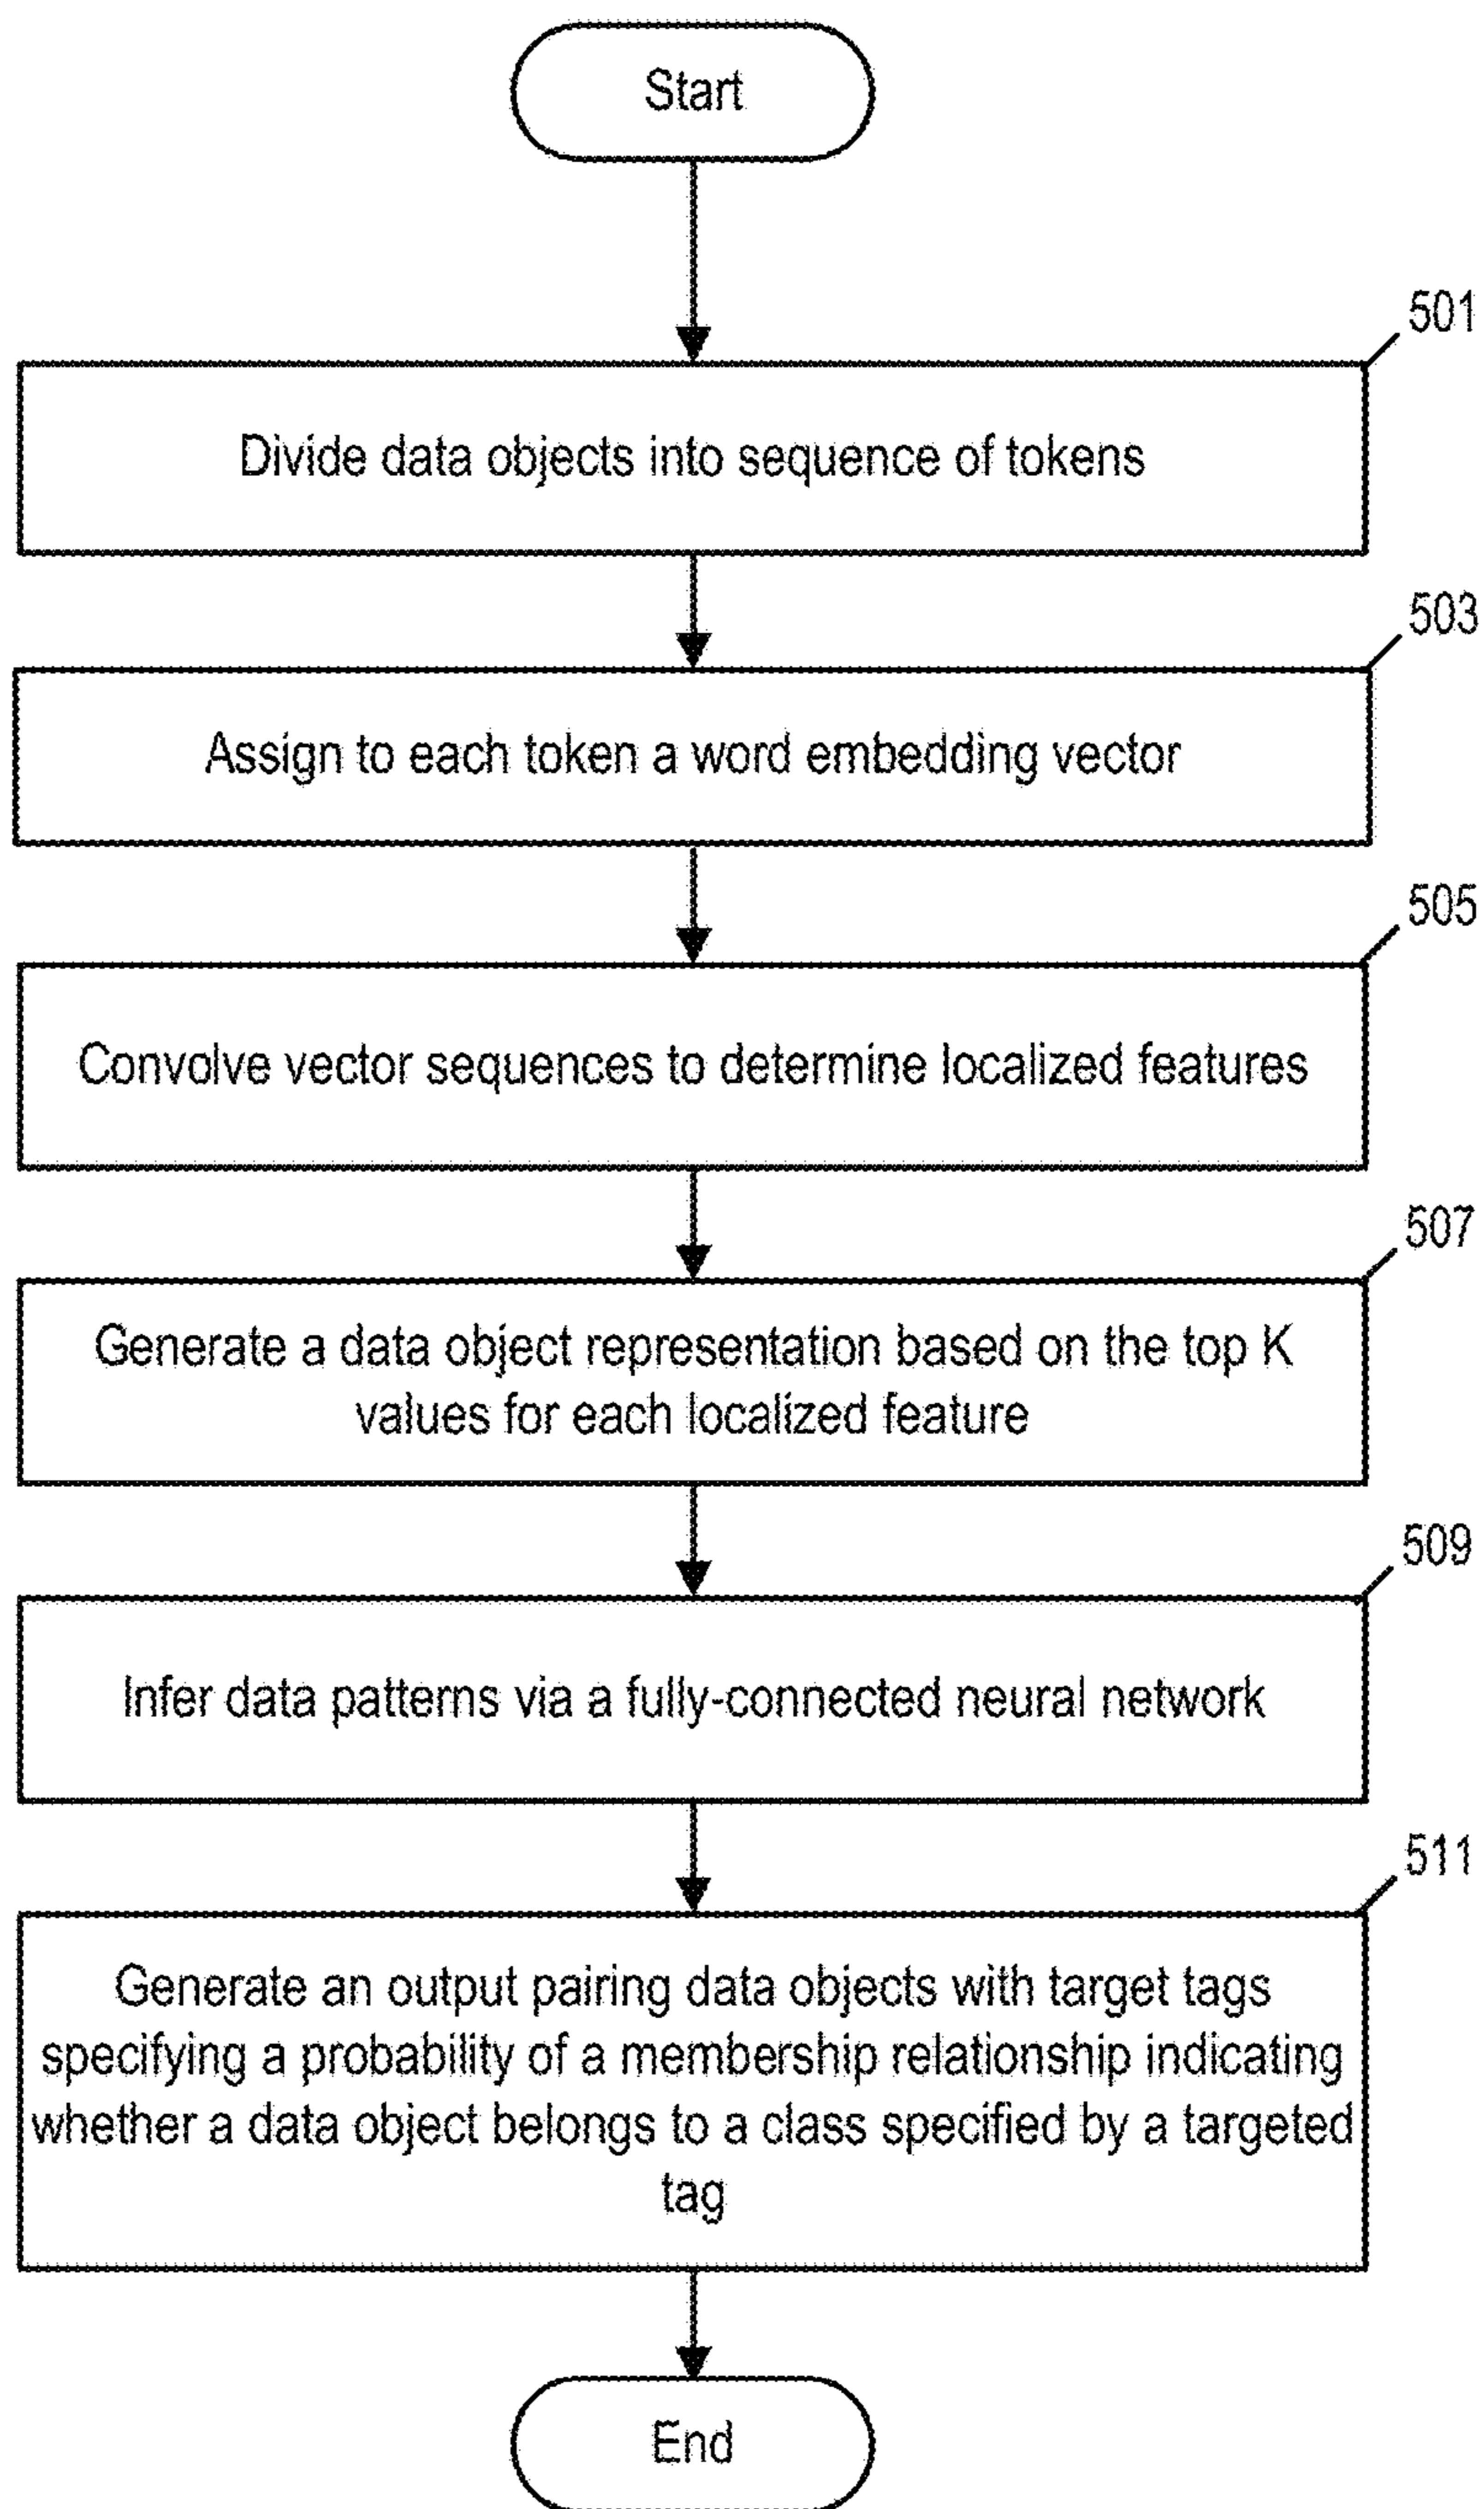 Start
501
Divide data objects into sequence of tokens
503
Assign to each token a word embedding vector
505
Convolve vector sequences to determine localized features
507
Generate a data object representation based on the top K
values for each localized feature
509
Infer data patterns via a fully-connected neural network
511
Generate an output pairing data objects with target tags
specifying a probability of a membership relationship indicating
whether a data object belongs to a class specified by a targeted
tag
End